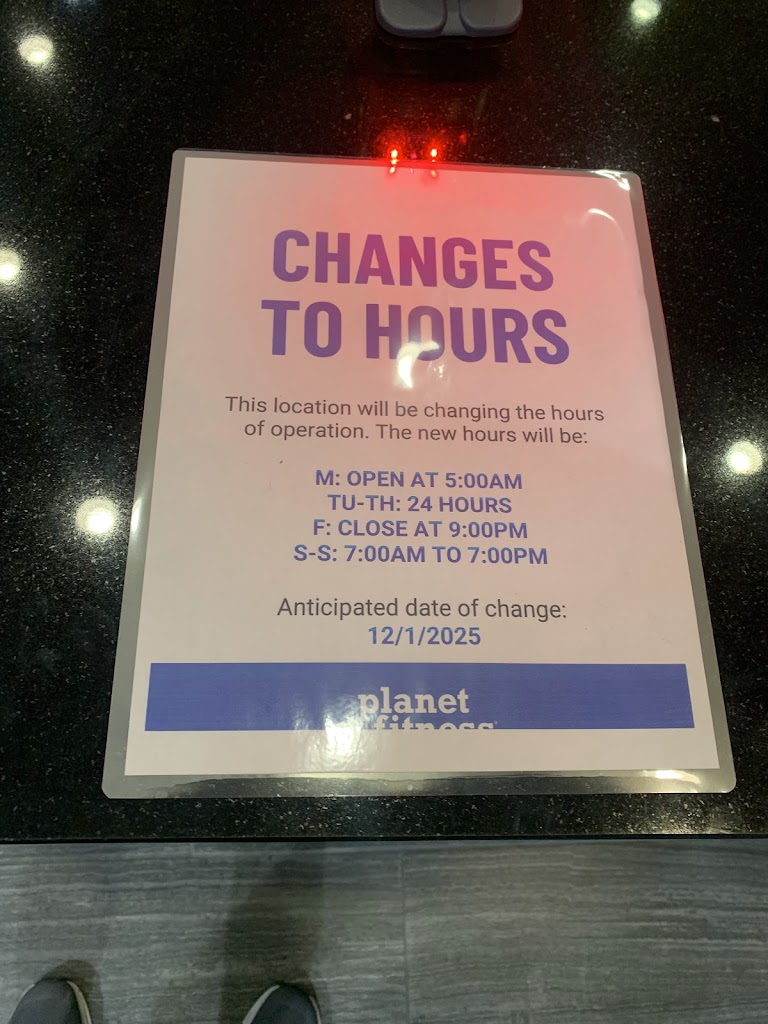 CHANGES
TO HOURS
This location will be changing the hours
of operation. The new hours will be:
M: OPEN AT 5:00AM
TU-TH: 24 HOURS
F: CLOSE AT 9:00PM
S-S: 7:00AM TO 7:00PM
Anticipated date of change:
12/1/2025
planet
fitness®